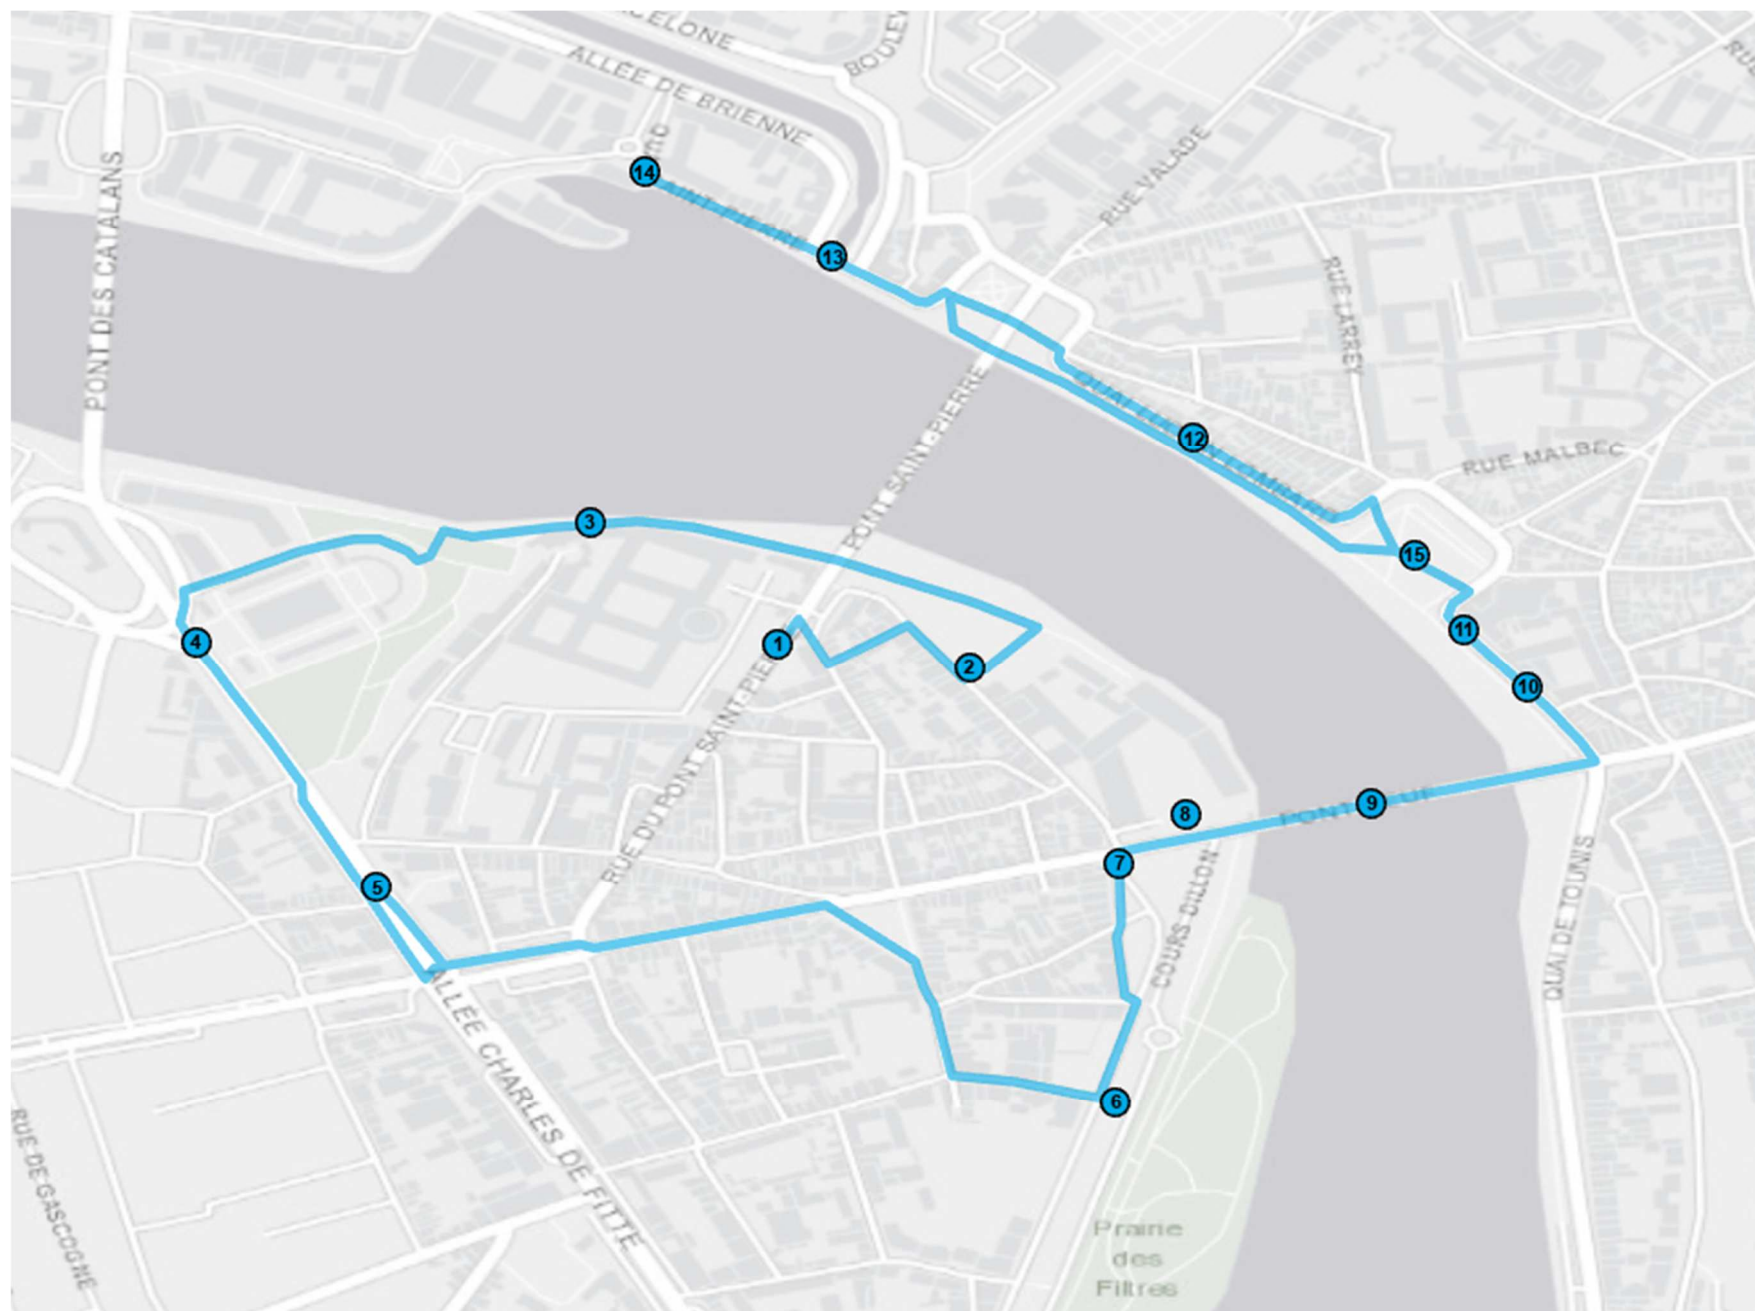 ALLÉE DE BRIENNE
PONT DES CATALANS
14
13
RUE VALADE
RUE LARREY
RUE MALBEC
12
15
11
10
PONT SAINT-PIERRE
3
4
1
2
RUE DU PONT SAINT-PIERRE
8
9
7
5
COURS DILLON
QUAI DE TOUNIS
6
ALLÉE CHARLES DE FITTE
RUE DE GASCOGNE
Prairie
des
Filtres